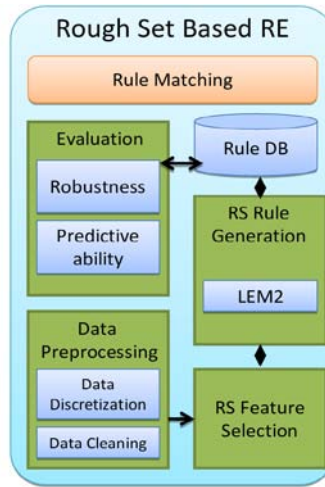 Rough Set Based RE
Rule Matching
Evaluation
Robustness
Predictive
ability
Rule DB
RS Rule
Generation
LEM2
Data
Preprocessing
Data
Discretization
Data Cleaning
RS Feature
Selection